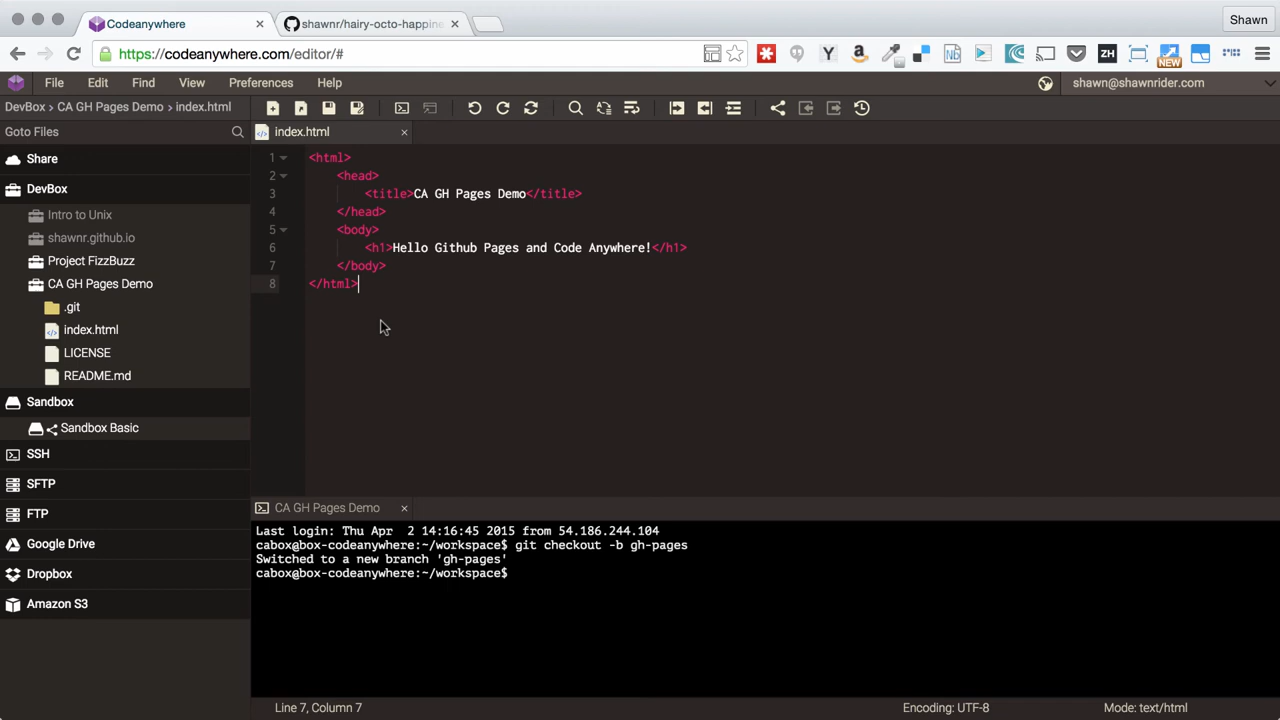 Codeanywhere
shawnr/hairy-octo-happine
Shawn
https://codeanywhere.com/editor/#
Y
a
Nb
ZH
NEW
File Edit Find View Preferences Help
shawn@shawnrider.com
DevBox > CA GH Pages Demo > index.html
Goto Files
Share
DevBox
Intro to Unix
shawnr.github.io
Project FizzBuzz
CA GH Pages Demo
.git
index.html
LICENSE
README.md
Sandbox
Sandbox Basic
SSH
SFTP
FTP
Google Drive
Dropbox
Amazon S3
index.html
1 <html>
2 <head>
3 <title>CA GH Pages Demo</title>
4 </head>
5 <body>
6 <h1>Hello Github Pages and Code Anywhere!</h1>
7 </body>
8 </html>
CA GH Pages Demo
Last login: Thu Apr  2 14:16:45 2015 from 54.186.244.104
cabox@box-codeanywhere:~/workspace$ git checkout -b gh-pages
Switched to a new branch 'gh-pages'
cabox@box-codeanywhere:~/workspace$
Line 7, Column 7
Encoding: UTF-8
Mode: text/html